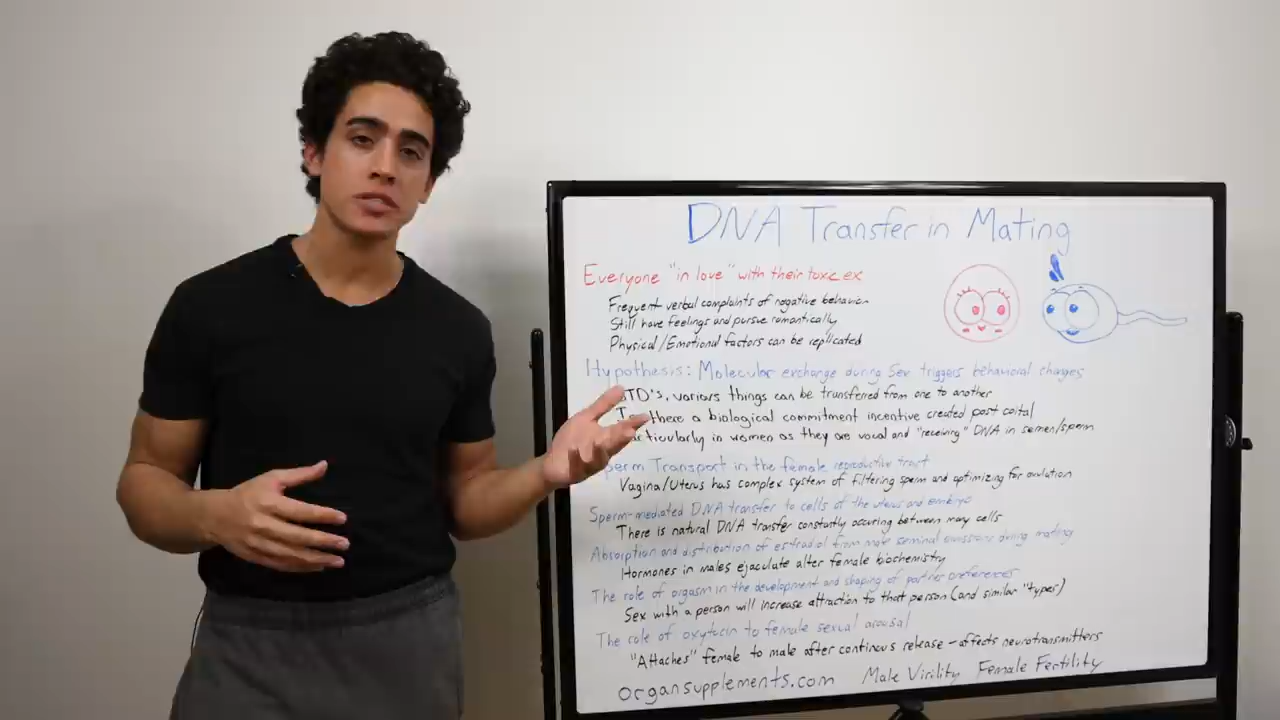 DNA Transfer in Mating
Everyone "in love" with their toxc ex
Frequent verbal complaints of negative behavior
Still have feelings and pursue romantically
Physical/Emotional factors can be replicated
Hypothesis: Molecular exchange during Sex triggers behavioral changes
STD's, various things can be transferred from one to another
there a biological commitment incentive created post coital
in women as they are vocal and "receiving" DNA in semen/sperm
Sperm Transport in the female reproductive tract
Vagina/Uterus has complex system of filtering sperm and optimizing for ovulation
Sperm-mediated DNA transfer to cells of the uterus and embryo
There is natural DNA transfer constantly occuring between many cells
Absorption and distribution of estradiol from male seminal emissions during mating
Hormones in males ejaculate alter female biochemistry
The role of orgasm in the development and shaping of partner preferences
Sex with a person will increase attraction to that person (and similar "types")
The role of oxytocin to female sexual arousal
"Attaches" female to male after continous release - affects neurotransmitters
organsupplements.com Male Virility Female Fertility